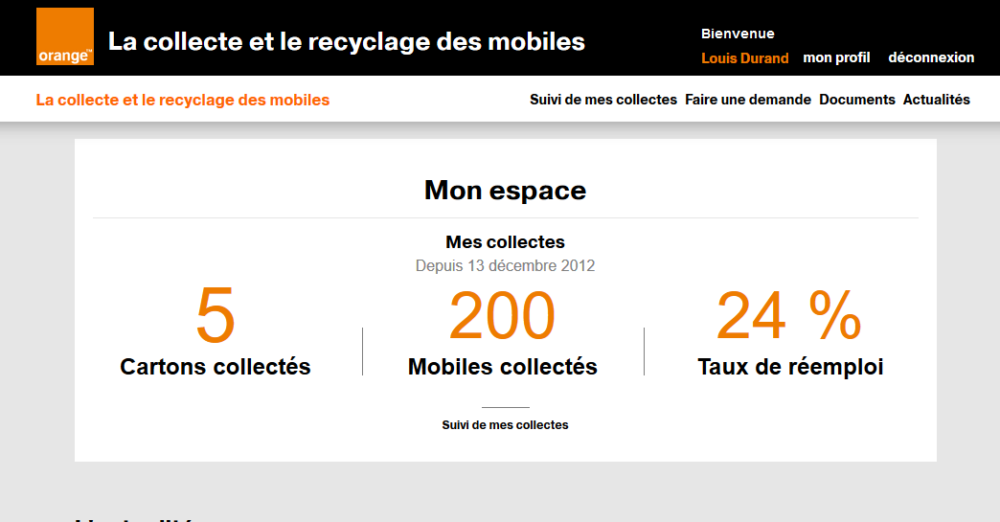 orange™
La collecte et le recyclage des mobiles
Bienvenue
Louis Durand mon profil déconnexion
La collecte et le recyclage des mobiles
Suivi de mes collectes Faire une demande Documents Actualités
Mon espace
Mes collectes
Depuis 13 décembre 2012
5 200 24 %
Cartons collectés Mobiles collectés Taux de réemploi
Suivi de mes collectes